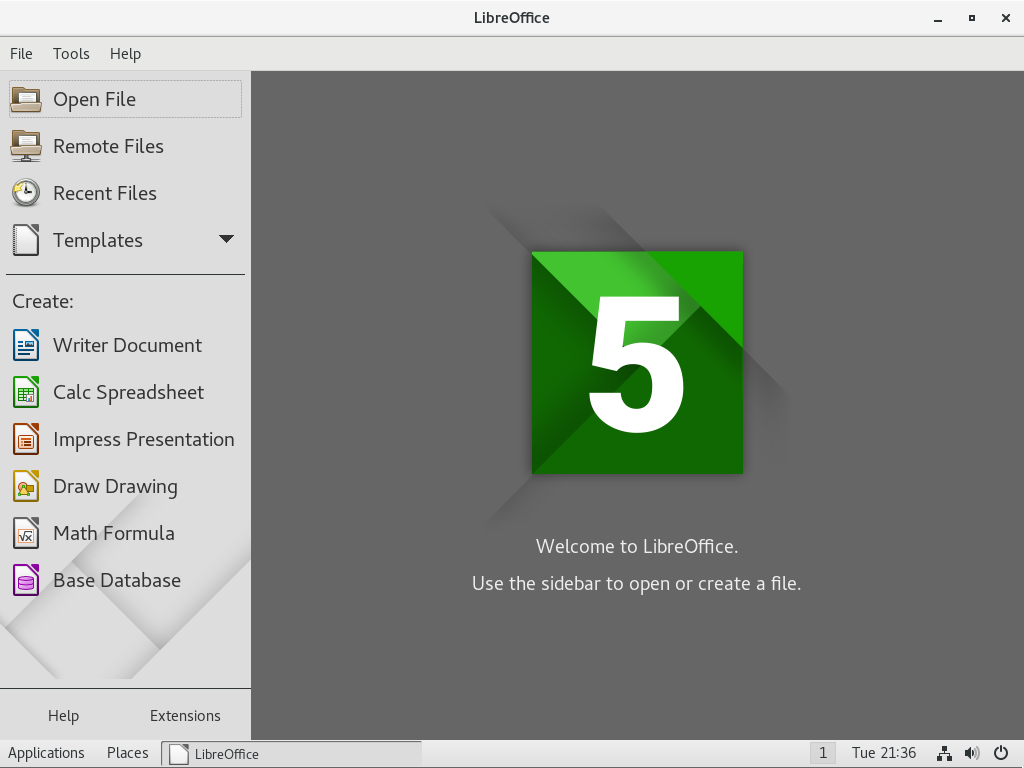 LibreOffice
File Tools Help
Open File
Remote Files
Recent Files
Templates
Create:
Writer Document
Calc Spreadsheet
Impress Presentation
Draw Drawing
Math Formula
Base Database
5
Welcome to LibreOffice.
Use the sidebar to open or create a file.
Help Extensions
Applications Places LibreOffice 1 Tue 21:36